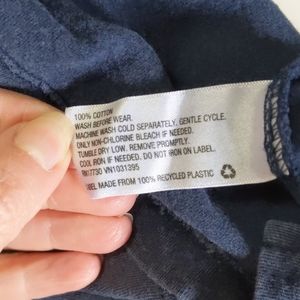 100% COTTON
WASH BEFORE WEAR.
MACHINE WASH COLD SEPARATELY, GENTLE CYCLE.
ONLY NON-CHLORINE BLEACH IF NEEDED.
TUMBLE DRY LOW. REMOVE PROMPTLY.
COOL IRON IF NEEDED. DO NOT IRON ON LABEL.
VN1031395
MADE FROM 100% RECYCLED PLASTIC